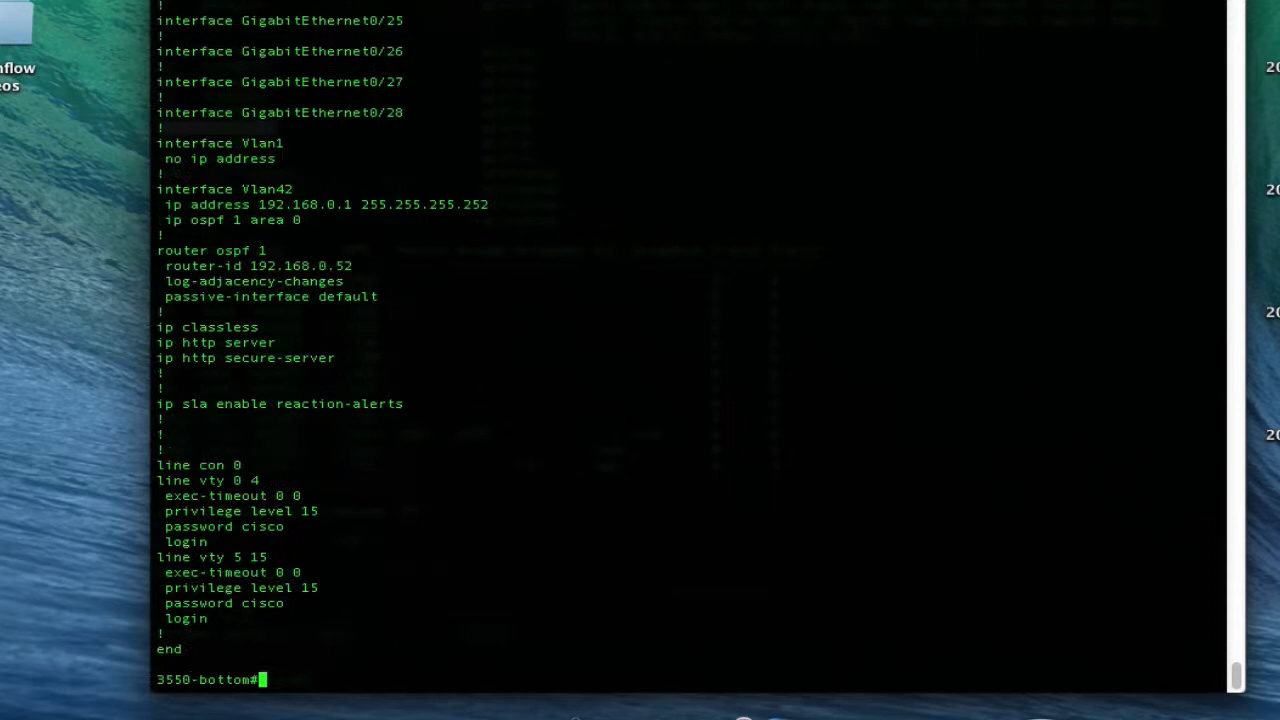 !
interface GigabitEthernet0/25
!
interface GigabitEthernet0/26
!
interface GigabitEthernet0/27
!
interface GigabitEthernet0/28
!
interface Vlan1
 no ip address
!
interface Vlan42
 ip address 192.168.0.1 255.255.255.252
 ip ospf 1 area 0
!
router ospf 1
 router-id 192.168.0.52
 log-adjacency-changes
 passive-interface default
!
ip classless
ip http server
ip http secure-server
!
!
ip sla enable reaction-alerts
!
!
!
line con 0
line vty 0 4
 exec-timeout 0 0
 privilege level 15
 password cisco
 login
line vty 5 15
 exec-timeout 0 0
 privilege level 15
 password cisco
 login
!
end
3550-bottom#